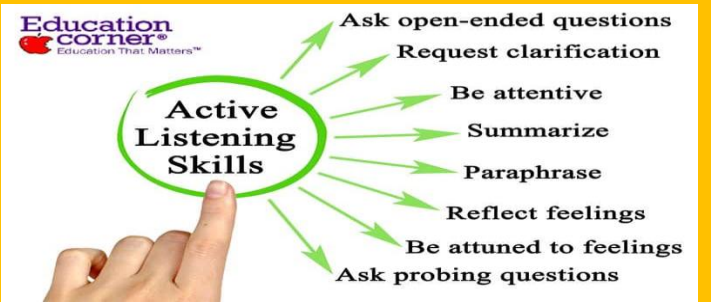 Education
corner®
Education That Matters™
Active
Listening
Skills
Ask open-ended questions
Request clarification
Be attentive
Summarize
Paraphrase
Reflect feelings
Be attuned to feelings
Ask probing questions